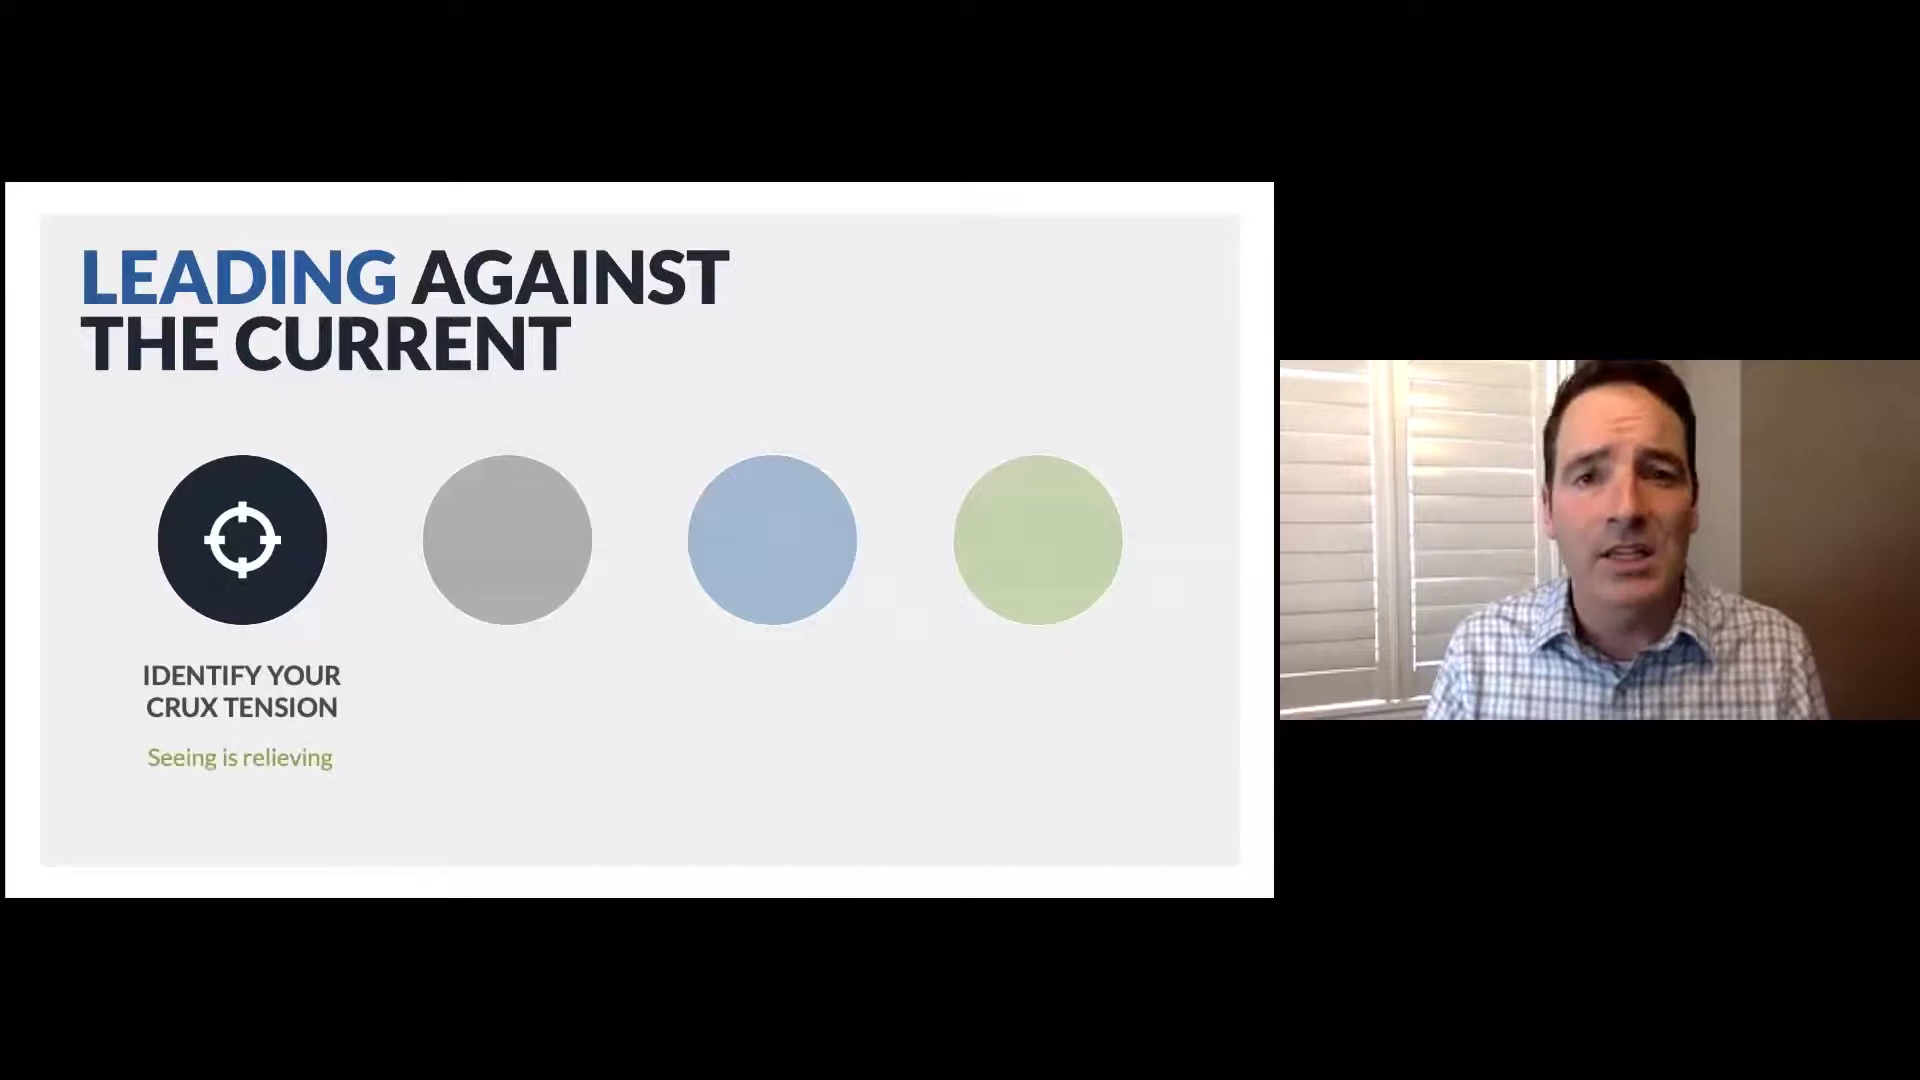 LEADING AGAINST
THE CURRENT
IDENTIFY YOUR
CRUX TENSION
Seeing is relieving